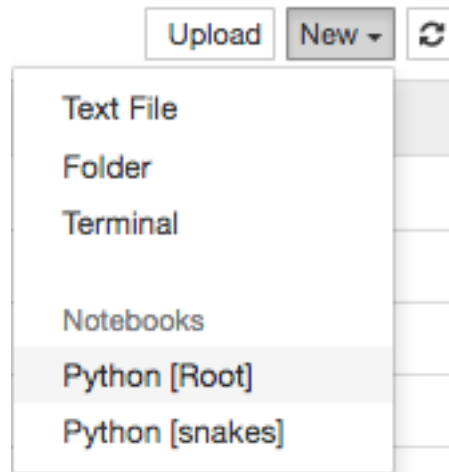 Upload New
Text File
Folder
Terminal
Notebooks
Python [Root]
Python [snakes]